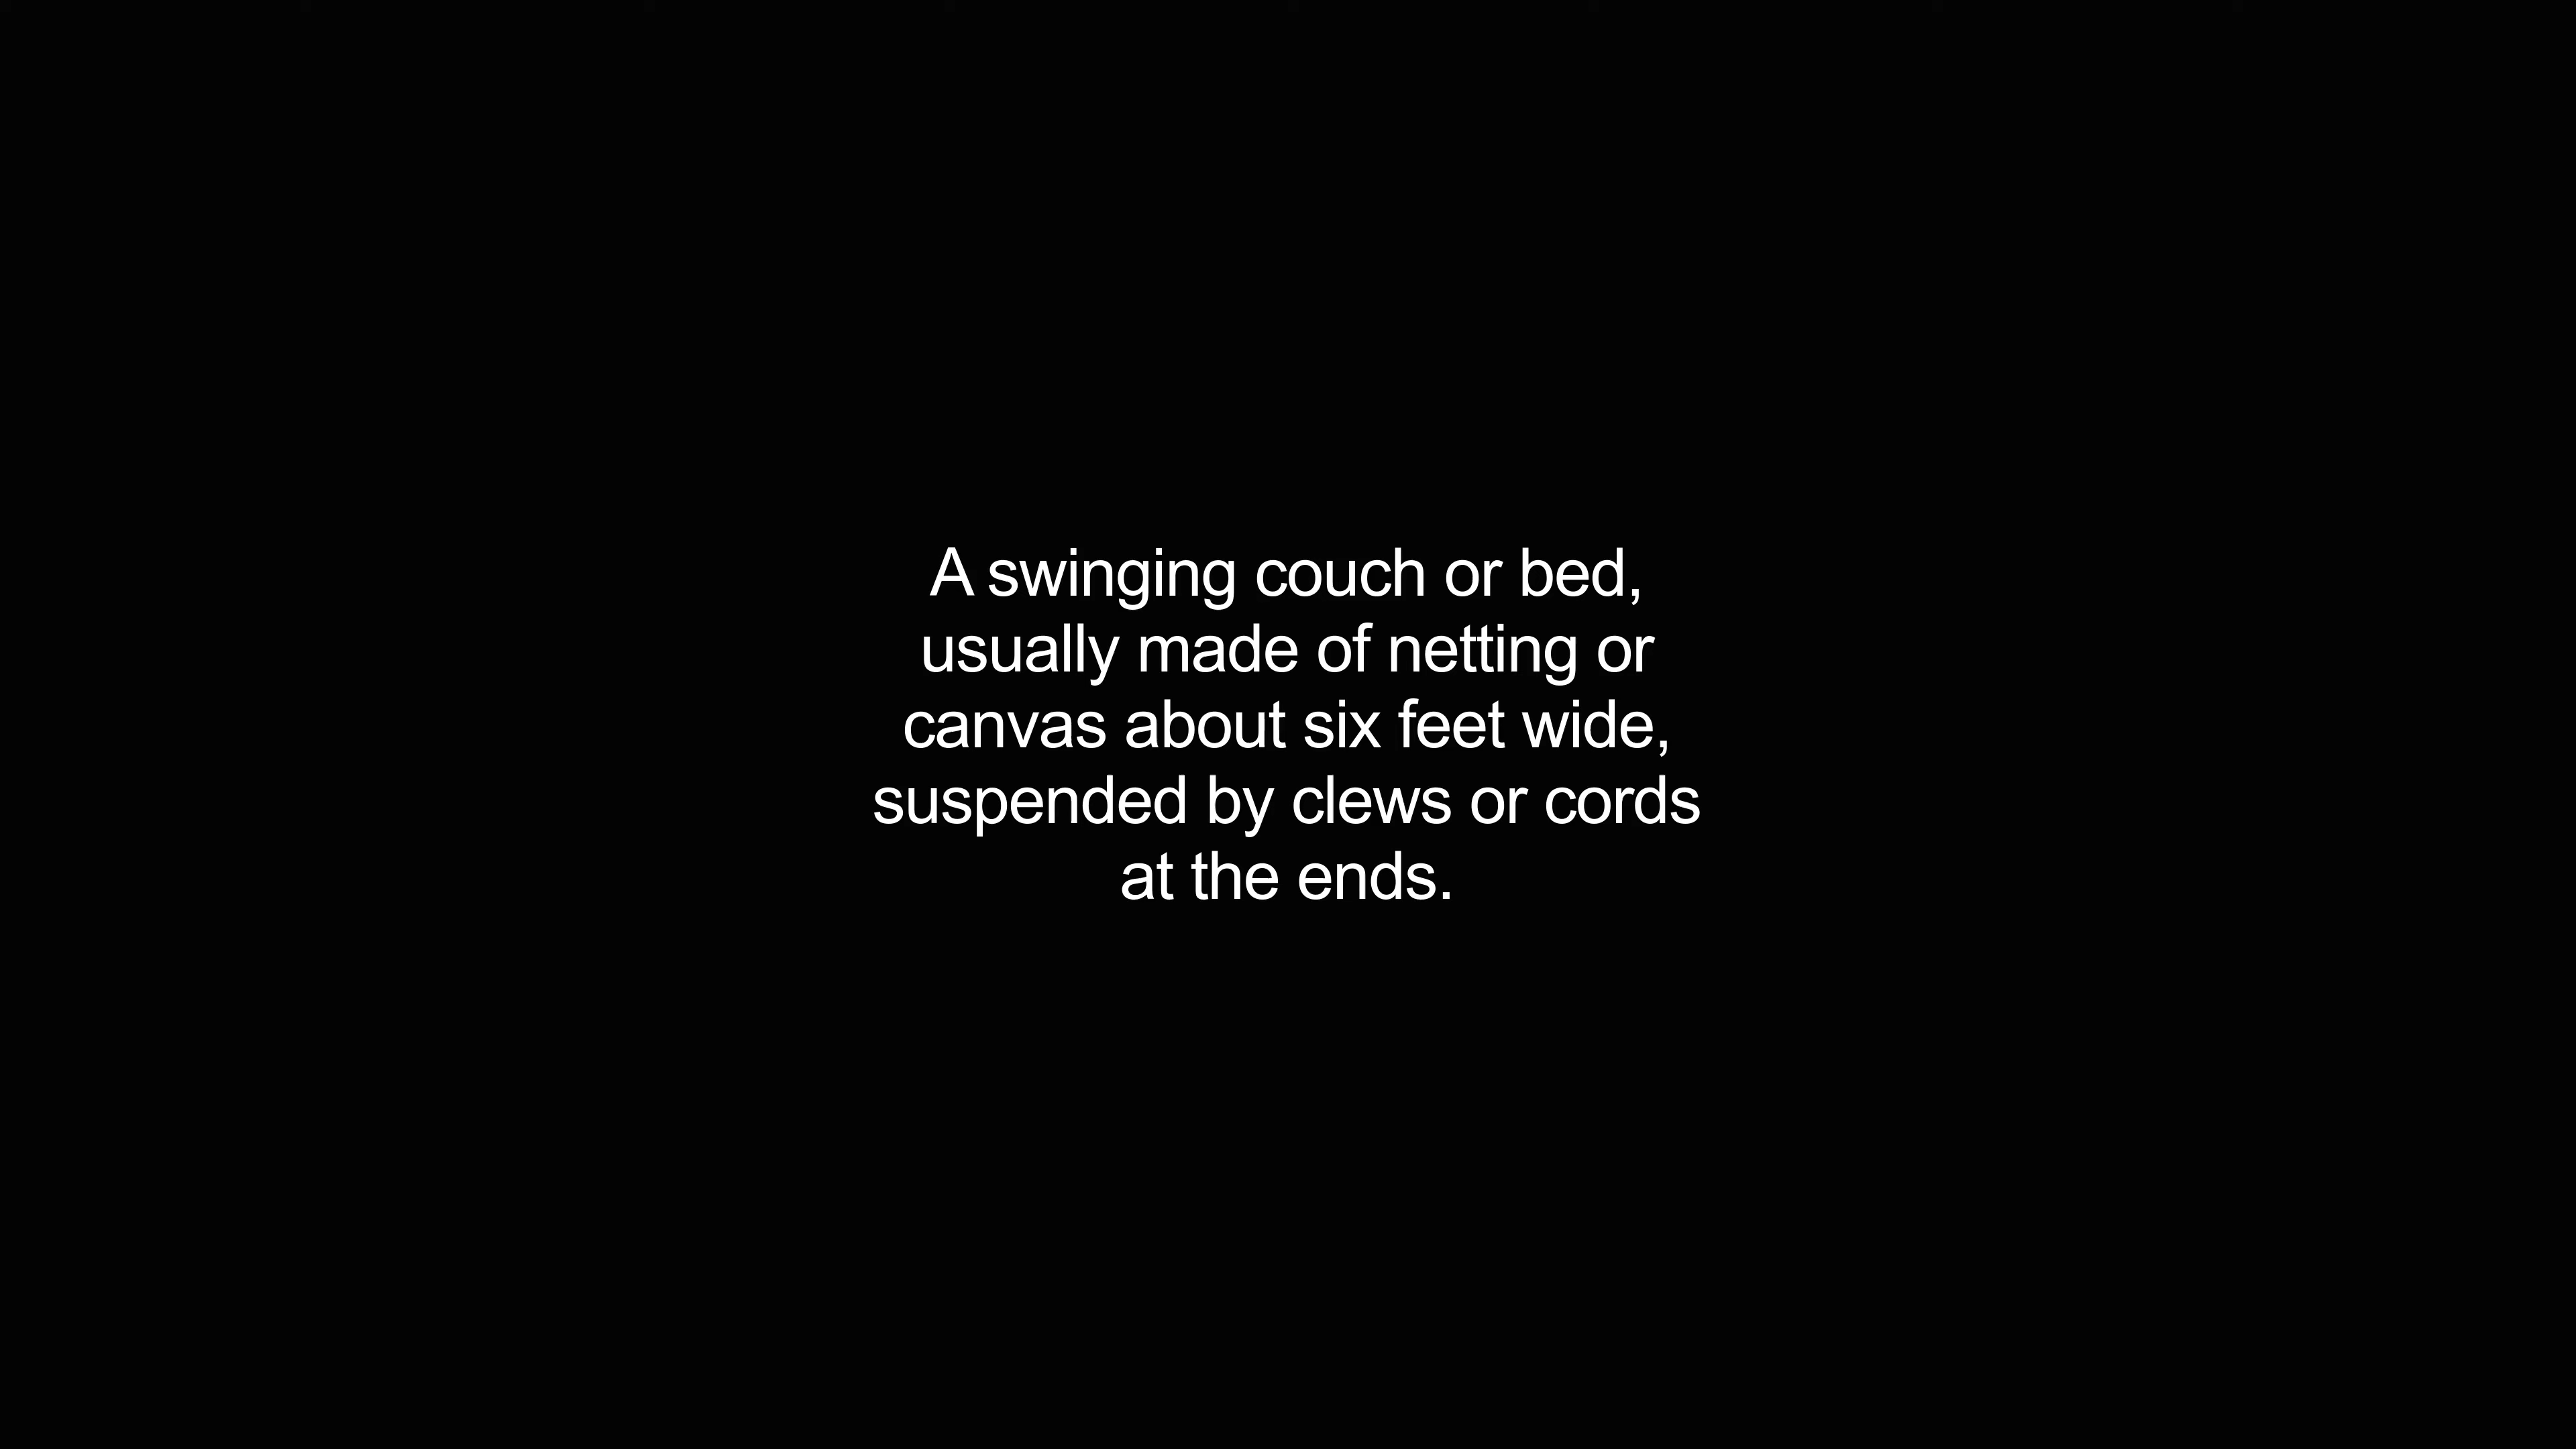 A swinging couch or bed,
usually made of netting or
canvas about six feet wide,
suspended by clews or cords
at the ends.